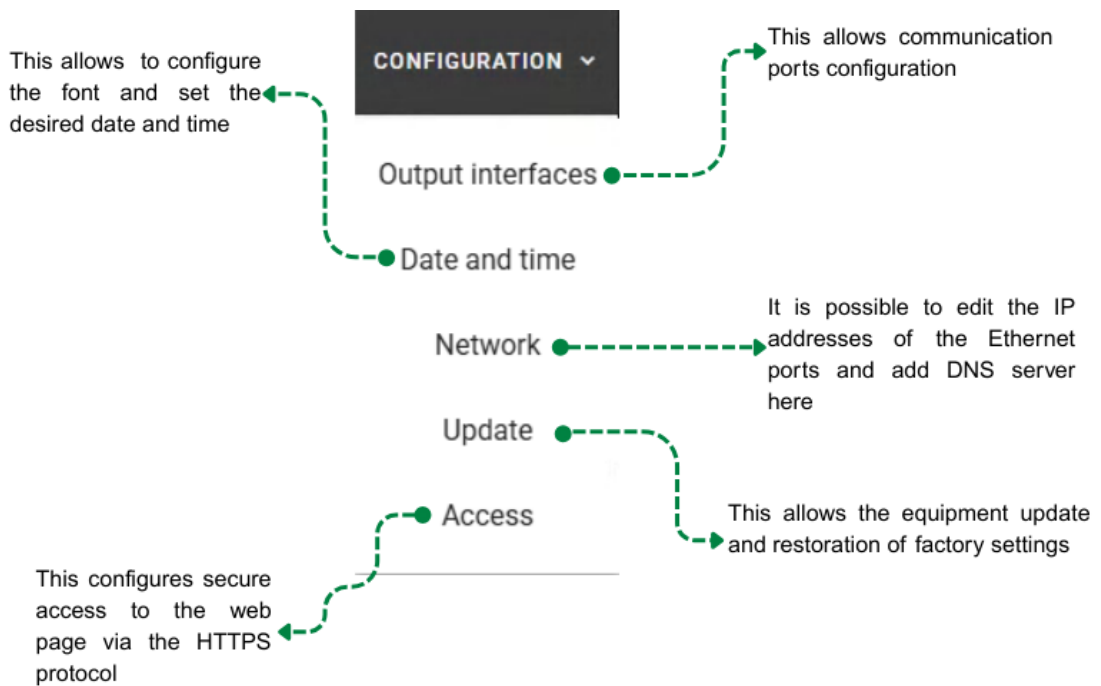 CONFIGURATION
This allows to configure
the font and set the
desired date and time
This allows communication
ports configuration
Output interfaces
Date and time
Network
It is possible to edit the IP
addresses of the Ethernet
ports and add DNS server
here
Update
Access
This allows the equipment update
and restoration of factory settings
This configures secure
access to the web
page via the HTTPS
protocol